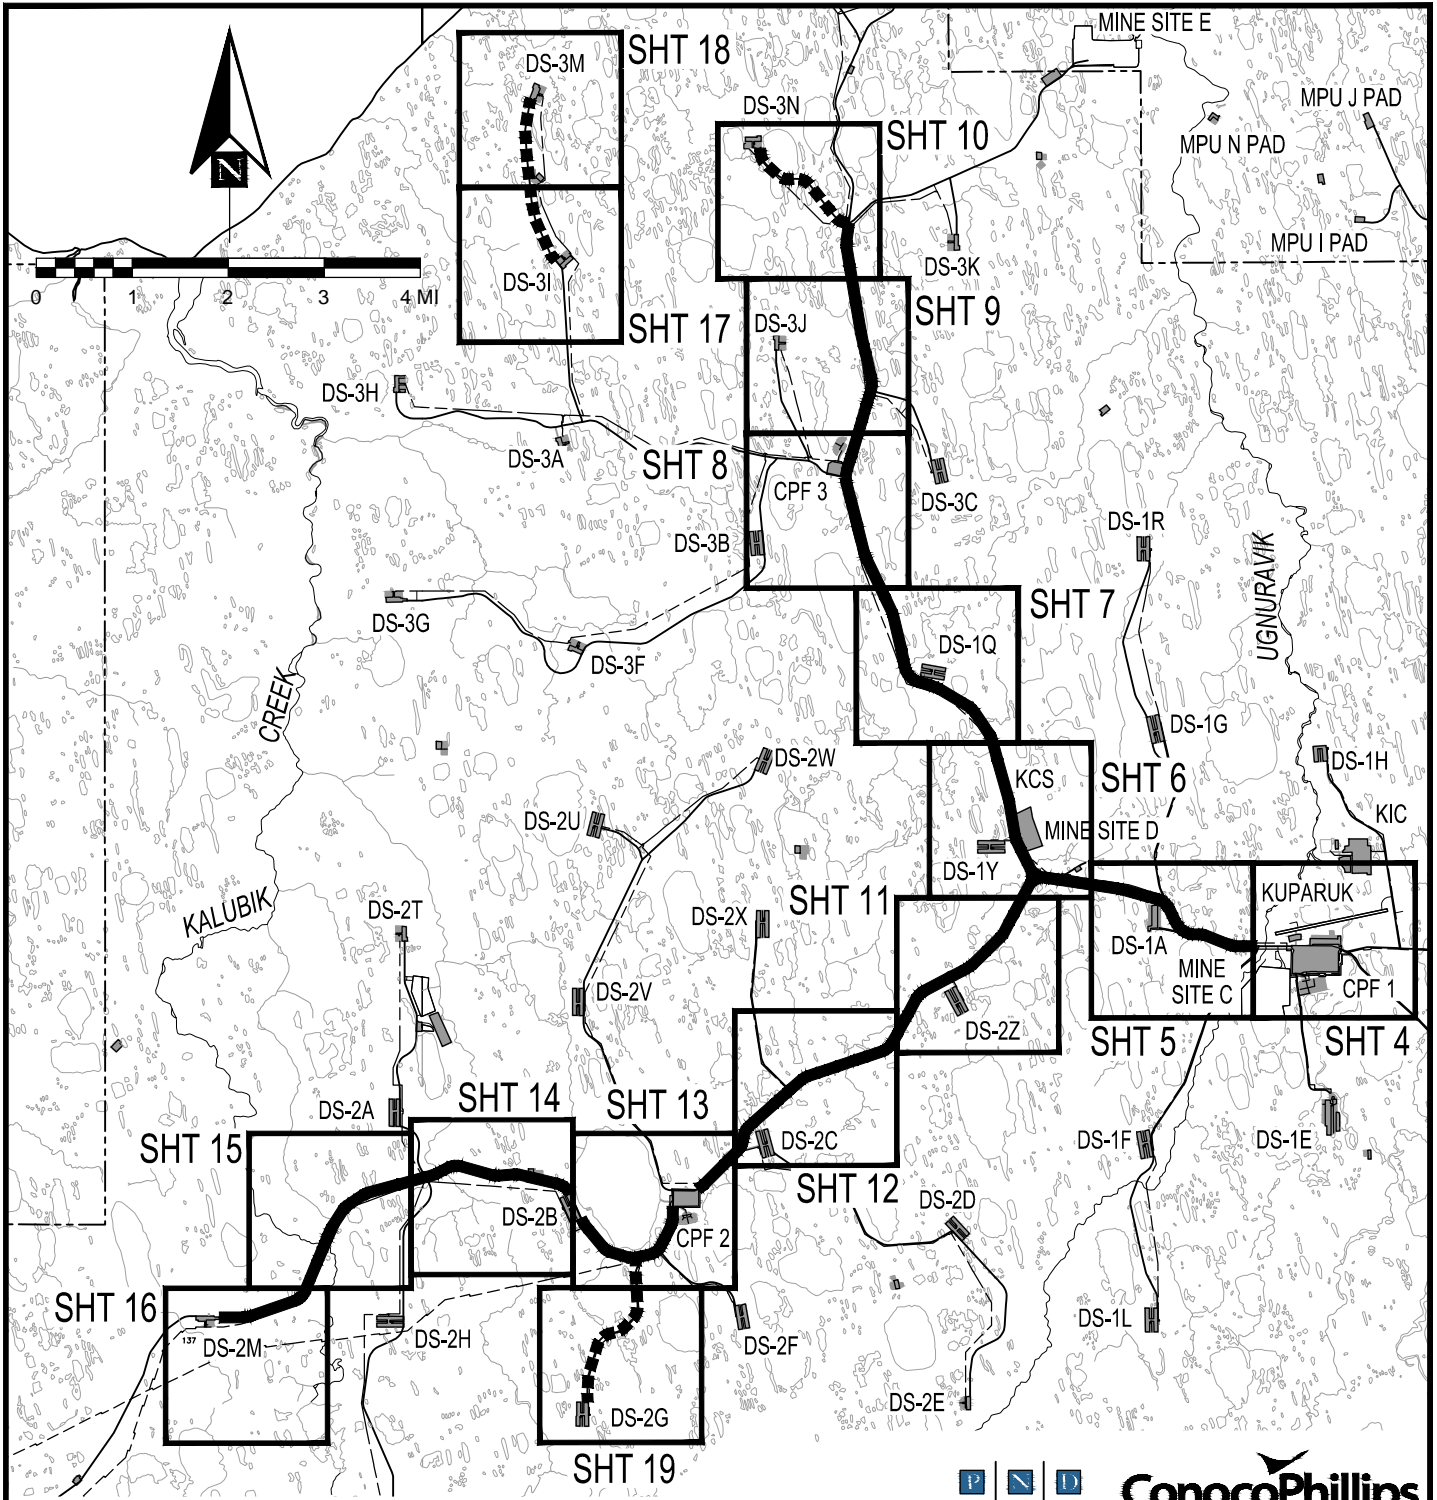 MINE SITE E
SHT 18
DS-3M
MPU J PAD
DS-3N
SHT 10
MPU N PAD
N
MPU I PAD
DS-3K
DS-3I
0 1 2 3 4 MI
SHT 9
DS-3J
SHT 17
DS-3H
DS-3A
SHT 8
CPF 3
DS-3C
DS-1R
DS-3B
UGNURAVIK
SHT 7
DS-3G
DS-3F
DS-1Q
CREEK
DS-1G
DS-2W
KCS
SHT 6
DS-1H
DS-2U
MINE SITE D
KIC
DS-1Y
KUPARUK
SHT 11
KALUBIK
DS-2T
DS-2X
DS-1A
MINE
SITE C
CPF 1
DS-2V
DS-2Z
SHT 5
SHT 4
SHT 14
SHT 13
DS-2A
DS-2C
DS-1F
DS-1E
SHT 15
SHT 12
DS-2D
DS-2B
CPF 2
SHT 16
137
DS-2M
DS-2H
DS-2F
DS-1L
DS-2G
DS-2E
SHT 19
P N D
ConocoPhillips